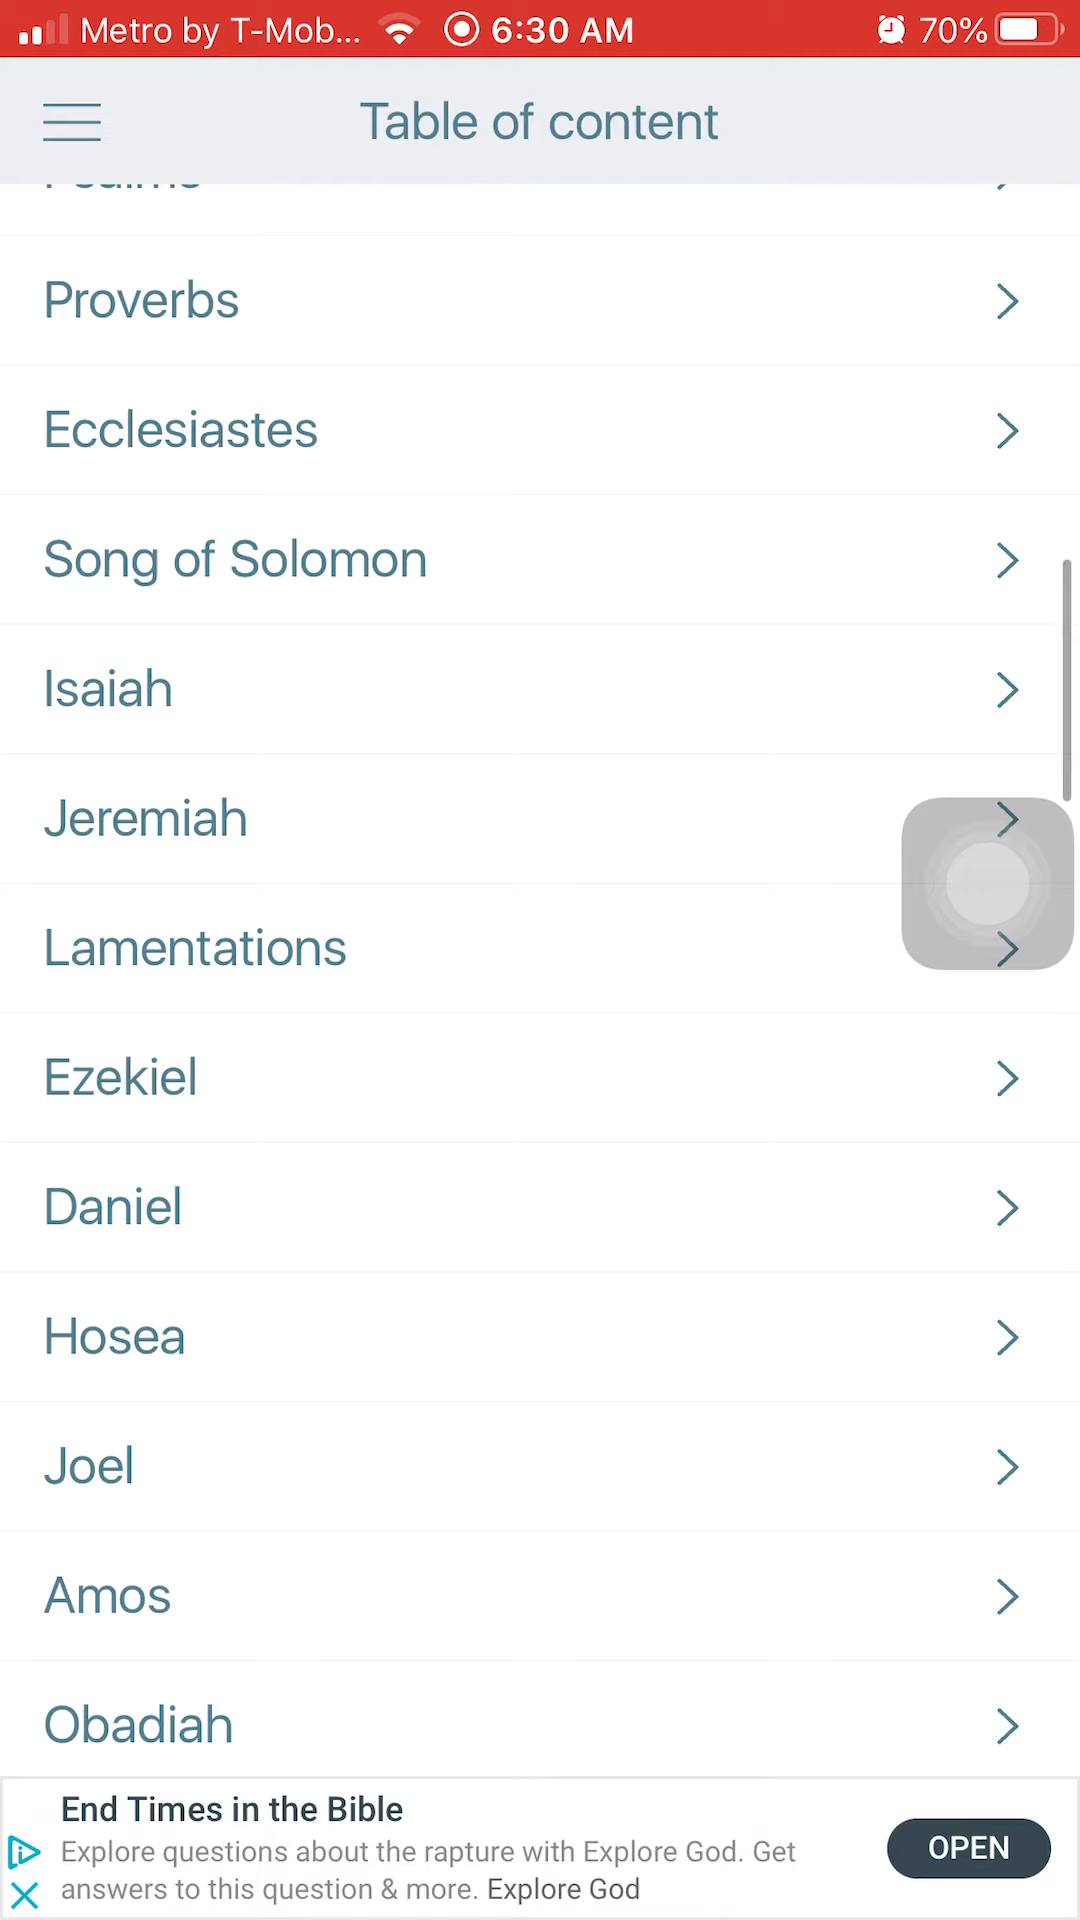 Metro by T-Mob... 6:30 AM 70%
Table of content
Psalms
Proverbs
Ecclesiastes
Song of Solomon
Isaiah
Jeremiah
Lamentations
Ezekiel
Daniel
Hosea
Joel
Amos
Obadiah
End Times in the Bible
Explore questions about the rapture with Explore God. Get
answers to this question & more. Explore God
OPEN